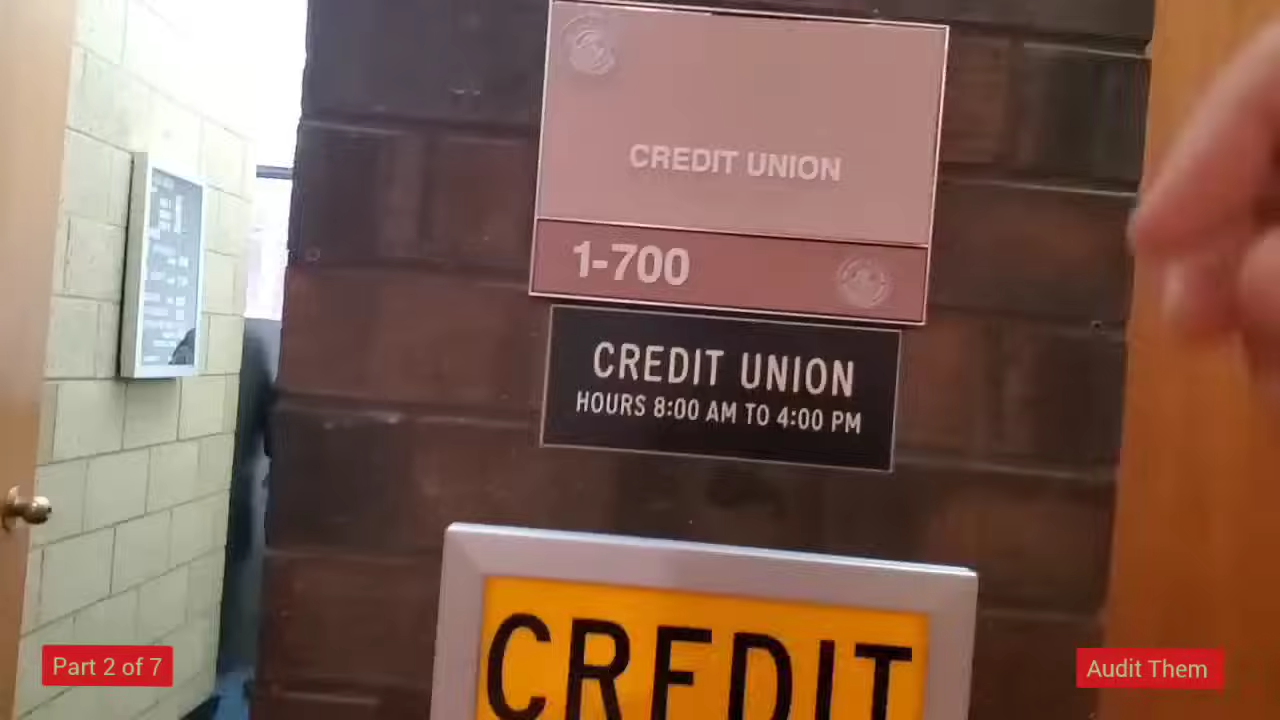 CREDIT UNION
1-700
CREDIT UNION
HOURS 8:00 AM TO 4:00 PM
CREDIT
Part 2 of 7
Audit Them